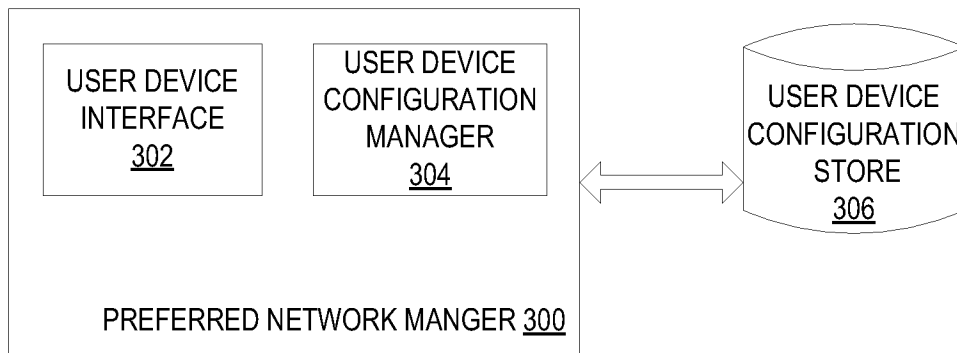 USER DEVICE
INTERFACE
302
USER DEVICE
CONFIGURATION
MANAGER
304
USER DEVICE
CONFIGURATION
STORE
306
PREFERRED NETWORK MANGER 300